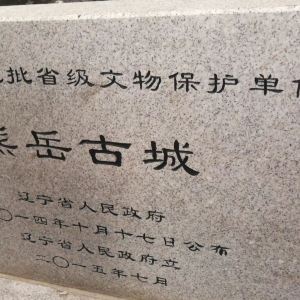 批省级文物保护单
岳古城
辽宁省人民政府
〇一四年十月十七日公布
辽宁省人民政府立
二〇一五年七月